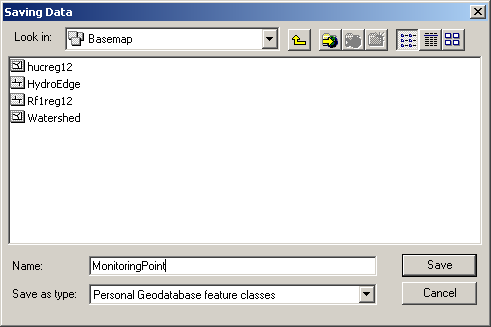 Saving Data
Look in: Basemap
hucreg12
HydroEdge
Rf1reg12
Watershed
Name: MonitoringPoint Save
Save as type: Personal Geodatabase feature classes Cancel